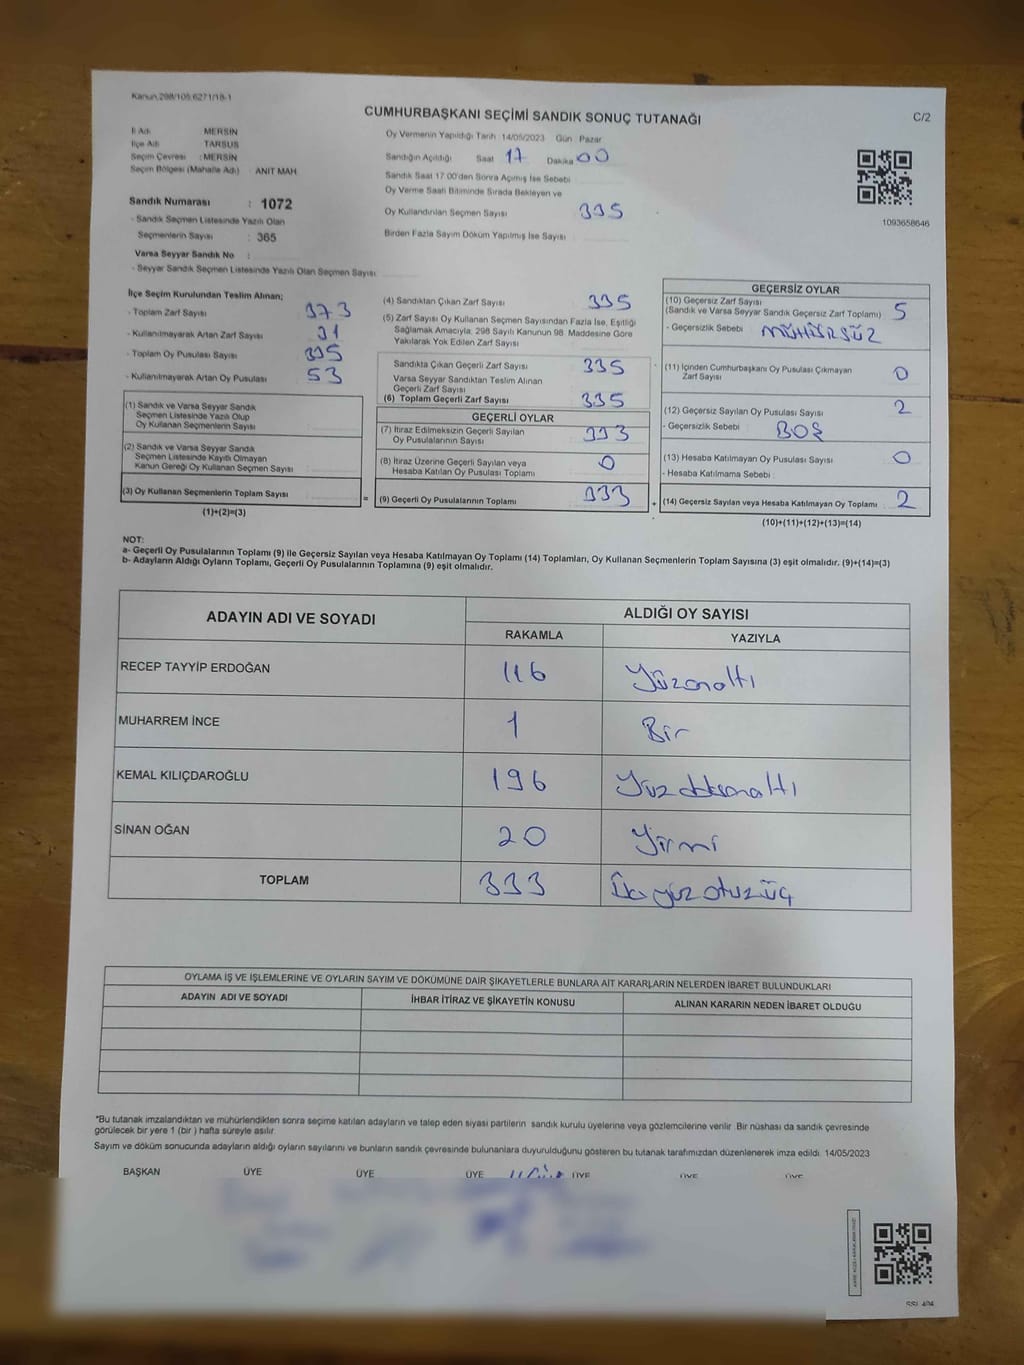 Kanun,298/105,6271/18-1
CUMHURBAŞKANI SEÇİMİ SANDIK SONUÇ TUTANAĞI
C/2
İl Adı : MERSİN
İlçe Adı : TARSUS
Seçim Çevresi : MERSİN
Seçim Bölgesi (Mahalle Adı) : ANIT MAH
Sandık Numarası : 1072
- Sandık Seçmen Listesinde Yazılı Olan
Seçmenlerin Sayısı : 365
Varsa Seyyar Sandık No :
- Seyyar Sandık Seçmen Listesinde Yazılı Olan Seçmen Sayısı
Oy Vermenin Yapıldığı Tarih 14/05/2023 Gün Pazar
Sandığın Açıldığı Saat 17 Dakika 00
Sandık Saat 17.00'den Sonra Açılmış İse Sebebi
Oy Verme Saati Bitiminde Sırada Bekleyen ve
Oy Kullandırılan Seçmen Sayısı 335
Birden Fazla Sayım Döküm Yapılmış İse Sayısı
1093658646
İlçe Seçim Kurulundan Teslim Alınan;
- Toplam Zarf Sayısı 373
- Kullanılmayarak Artan Zarf Sayısı 31
- Toplam Oy Pusulası Sayısı
- Kullanılmayarak Artan Oy Pusulası 53
(1) Sandık ve Varsa Seyyar Sandık
Seçmen Listesinde Yazılı Olup
Oy Kullanan Seçmenlerin Sayısı
(2) Sandık ve Varsa Seyyar Sandık
Seçmen Listesinde Kayıtlı Olmayan
Kanun Gereği Oy Kullanan Seçmen Sayısı
(3) Oy Kullanan Seçmenlerin Toplam Sayısı =
(1)+(2)=(3)
(4) Sandıktan Çıkan Zarf Sayısı 335
(5) Zarf Sayısı Oy Kullanan Seçmen Sayısından Fazla İse, Eşitliği
Sağlamak Amacıyla; 298 Sayılı Kanunun 98. Maddesine Göre
Yakılarak Yok Edilen Zarf Sayısı
Sandıkta Çıkan Geçerli Zarf Sayısı 335
Varsa Seyyar Sandıktan Teslim Alınan
Geçerli Zarf Sayısı
(6) Toplam Geçerli Zarf Sayısı 335
GEÇERLİ OYLAR
(7) İtiraz Edilmeksizin Geçerli Sayılan
Oy Pusulalarının Sayısı 333
(8) İtiraz Üzerine Geçerli Sayılan veya
Hesaba Katılan Oy Pusulası Toplamı 0
(9) Geçerli Oy Pusulalarının Toplamı 333 +
GEÇERSİZ OYLAR
(10) Geçersiz Zarf Sayısı
(Sandık ve Varsa Seyyar Sandık Geçersiz Zarf Toplamı) 5
- Geçersizlik Sebebi MÜHÜRSÜZ
(11) İçinden Cumhurbaşkanı Oy Pusulası Çıkmayan
Zarf Sayısı 0
(12) Geçersiz Sayılan Oy Pusulası Sayısı 2
- Geçersizlik Sebebi BOŞ
(13) Hesaba Katılmayan Oy Pusulası Sayısı 0
- Hesaba Katılmama Sebebi
(14) Geçersiz Sayılan veya Hesaba Katılmayan Oy Toplamı 2
(10)+(11)+(12)+(13)=(14)
NOT:
a- Geçerli Oy Pusulalarının Toplamı (9) ile Geçersiz Sayılan veya Hesaba Katılmayan Oy Toplamı (14) Toplamları, Oy Kullanan Seçmenlerin Toplam Sayısına (3) eşit olmalıdır. (9)+(14)=(3)
b- Adayların Aldığı Oyların Toplamı, Geçerli Oy Pusulalarının Toplamına (9) eşit olmalıdır.
ADAYIN ADI VE SOYADI
ALDIĞI OY SAYISI
RAKAMLA YAZIYLA
RECEP TAYYİP ERDOĞAN 116 Yüzonaltı
MUHARREM İNCE 1 Bir
KEMAL KILIÇDAROĞLU 196 Yüzdoksanaltı
SİNAN OĞAN 20 Yirmi
TOPLAM 333 Üçyüzotuzüç
OYLAMA İŞ VE İŞLEMLERİNE VE OYLARIN SAYIM VE DÖKÜMÜNE DAİR ŞİKAYETLERLE BUNLARA AİT KARARLARIN NELERDEN İBARET BULUNDUKLARI
ADAYIN ADI VE SOYADI İHBAR İTİRAZ VE ŞİKAYETİN KONUSU ALINAN KARARIN NEDEN İBARET OLDUĞU
*Bu tutanak imzalandıktan ve mühürlendikten sonra seçime katılan adayların ve talep eden siyasi partilerin sandık kurulu üyelerine veya gözlemcilerine verilir. Bir nüshası da sandık çevresinde
görülecek bir yere 1 (bir ) hafta süreyle asılır.
Sayım ve döküm sonucunda adayların aldığı oyların sayılarını ve bunların sandık çevresinde bulunanlara duyurulduğunu gösteren bu tutanak tarafımızdan düzenlenerek imza edildi. 14/05/2023
BAŞKAN ÜYE ÜYE ÜYE ÜYE ÜYE ÜYE